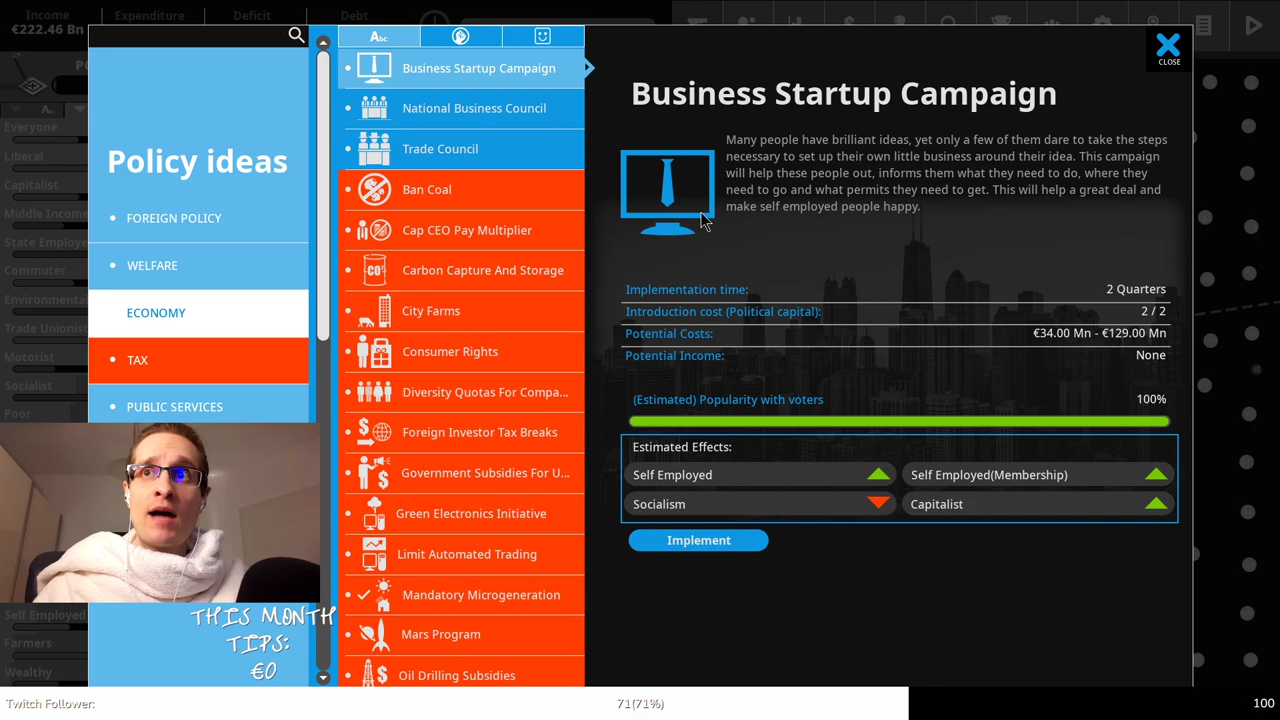 Income
Expenditure
Deficit
Debt
€222.46 Bn
Abc
CLOSE
Policy ideas
• FOREIGN POLICY
• WELFARE
ECONOMY
• TAX
• PUBLIC SERVICES
Everyone
Liberal
Capitalist
Middle Income
State Employe
Commuter
Environmenta
Trade Unionist
Motorist
Socialist
Poor
Self Employed
Farmers
Wealthy
Business Startup Campaign
National Business Council
Trade Council
Ban Coal
Cap CEO Pay Multiplier
Carbon Capture And Storage
City Farms
Consumer Rights
Diversity Quotas For Compa...
Foreign Investor Tax Breaks
Government Subsidies For U...
Green Electronics Initiative
Limit Automated Trading
Mandatory Microgeneration
Mars Program
Oil Drilling Subsidies
Business Startup Campaign
Many people have brilliant ideas, yet only a few of them dare to take the steps
necessary to set up their own little business around their idea. This campaign
will help these people out, informs them what they need to do, where they
need to go and what permits they need to get. This will help a great deal and
make self employed people happy.
Implementation time: 2 Quarters
Introduction cost (Political capital): 2 / 2
Potential Costs: €34.00 Mn - €129.00 Mn
Potential Income: None
(Estimated) Popularity with voters 100%
Estimated Effects:
Self Employed
Self Employed(Membership)
Socialism
Capitalist
Implement
THIS MONTH
TIPS:
€0
Twitch Follower: 71(71%) 100